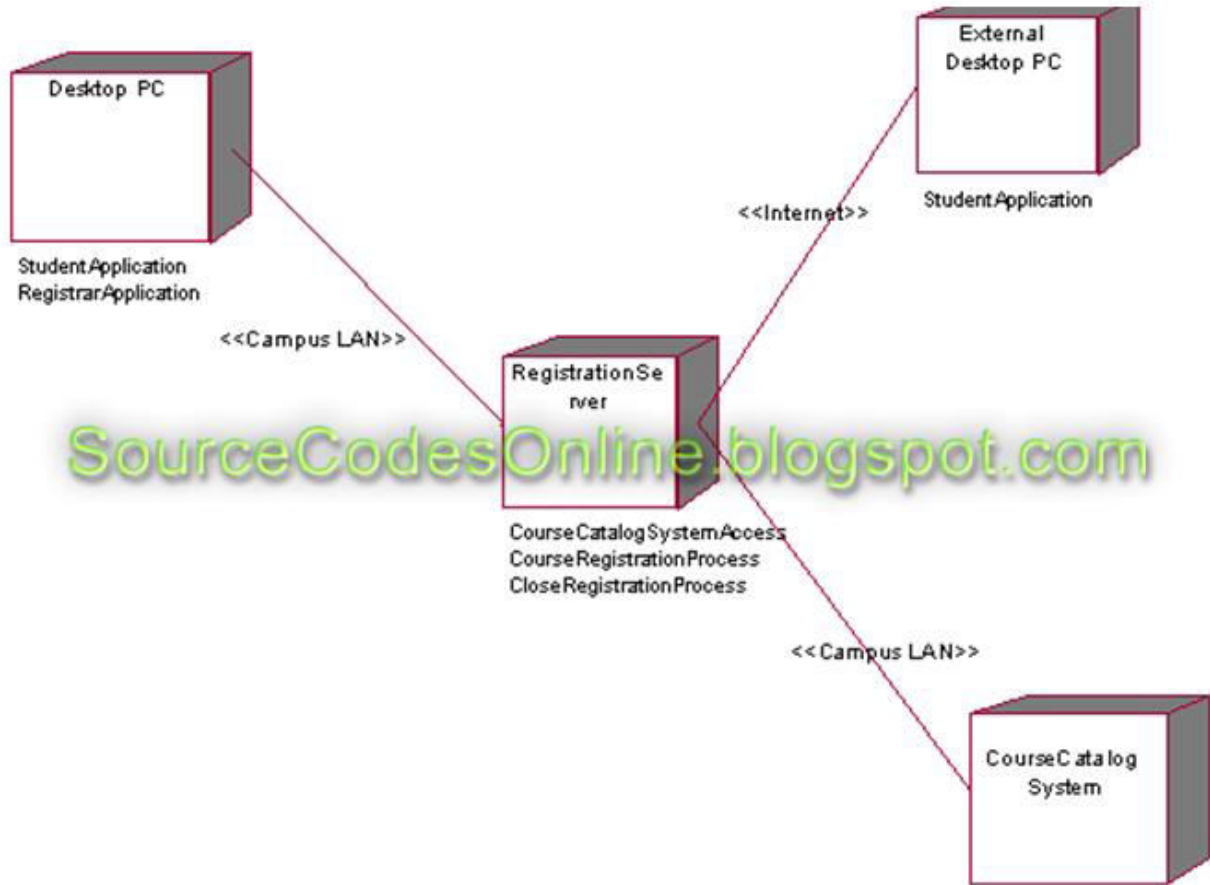 External
Desktop PC
Desktop PC
<<Internet>>
StudentApplication
StudentApplication
RegistrarApplication
<<Campus LAN>>
RegistrationSe
rver
SourceCodesOnline.blogspot.com
CourseCatalogSystemAccess
CourseRegistrationProcess
CloseRegistrationProcess
<<Campus LAN>>
CourseCatalog
System